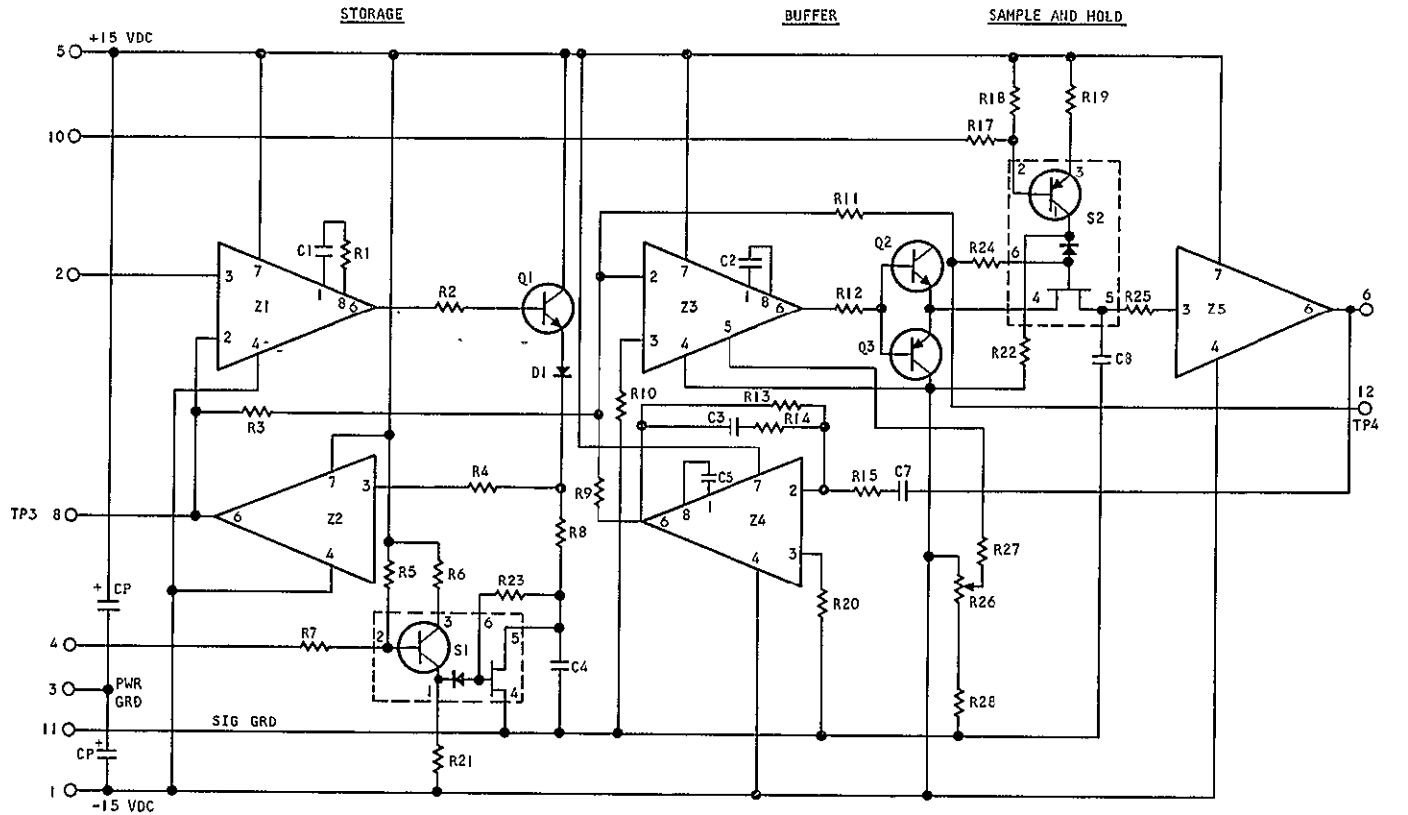 STORAGE BUFFER SAMPLE AND HOLD
5 +15 VDC
R18 R19
10 R17
2 3
R11
1 S2
C1 R1
Q2
R24 6
2 3 7 1 8 6
Z1
Q1
R2
2 7 C2 1 8 6
Z3
R12
4 5 R25
3 7 Z5 6
6
2 4
3 5 4
Q3
R22
C8
4
D1
R10
R13
12
TP4
R3
C3 R14
7 3
R4
R9
C5
7 2
R15 C7
TP3 8
6 Z2
R8
6 8 1 Z4
4
4 3
R27
R5 R6
R23
R20
R26
+ CP
3 6
4 R7 2 S1 5
C4
3 PWR
GRD
1 4
R28
11 SIG GRD
CP +
R21
1 -15 VDC